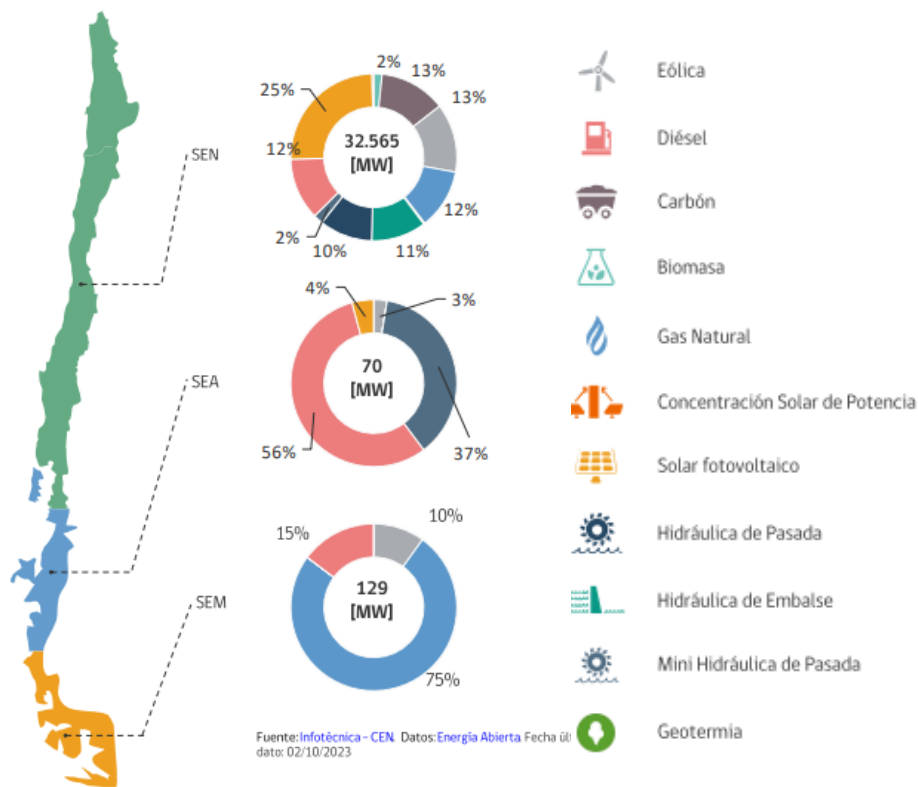 SEN
2%
13%
13%
25%
12%
32.565
[MW]
12%
2%
10%
11%
SEA
4%
3%
70
[MW]
56%
37%
SEM
15%
10%
129
[MW]
75%
Fuente: Infotécnica – CEN. Datos: Energía Abierta. Fecha
dato: 02/10/2023
Eólica
Diésel
Carbón
Biomasa
Gas Natural
Concentración Solar de Potencia
Solar fotovoltaico
Hidráulica de Pasada
Hidráulica de Embalse
Mini Hidráulica de Pasada
Geotermia